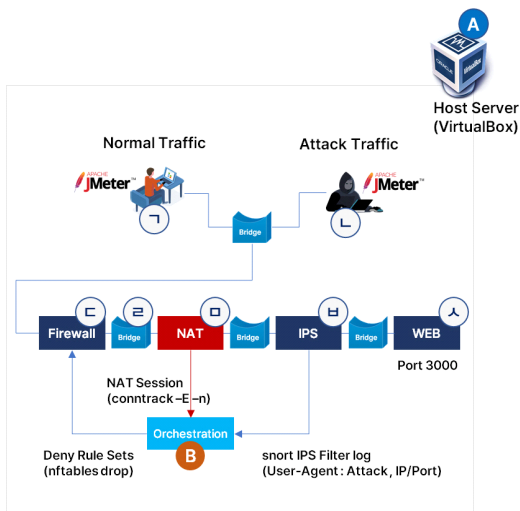 A
ORACLE
VirtualBox
Host Server
(VirtualBox)
Normal Traffic
Attack Traffic
APACHE
JMeter™
APACHE
JMeter™
ㄱ
ㄴ
Bridge
ㄷ
ㄹ
ㅁ
ㅂ
ㅅ
Firewall
Bridge
NAT
Bridge
IPS
Bridge
WEB
Port 3000
NAT Session
(conntrack –E –n)
Orchestration
B
Deny Rule Sets
(nftables drop)
snort IPS Filter log
(User-Agent : Attack , IP/Port)